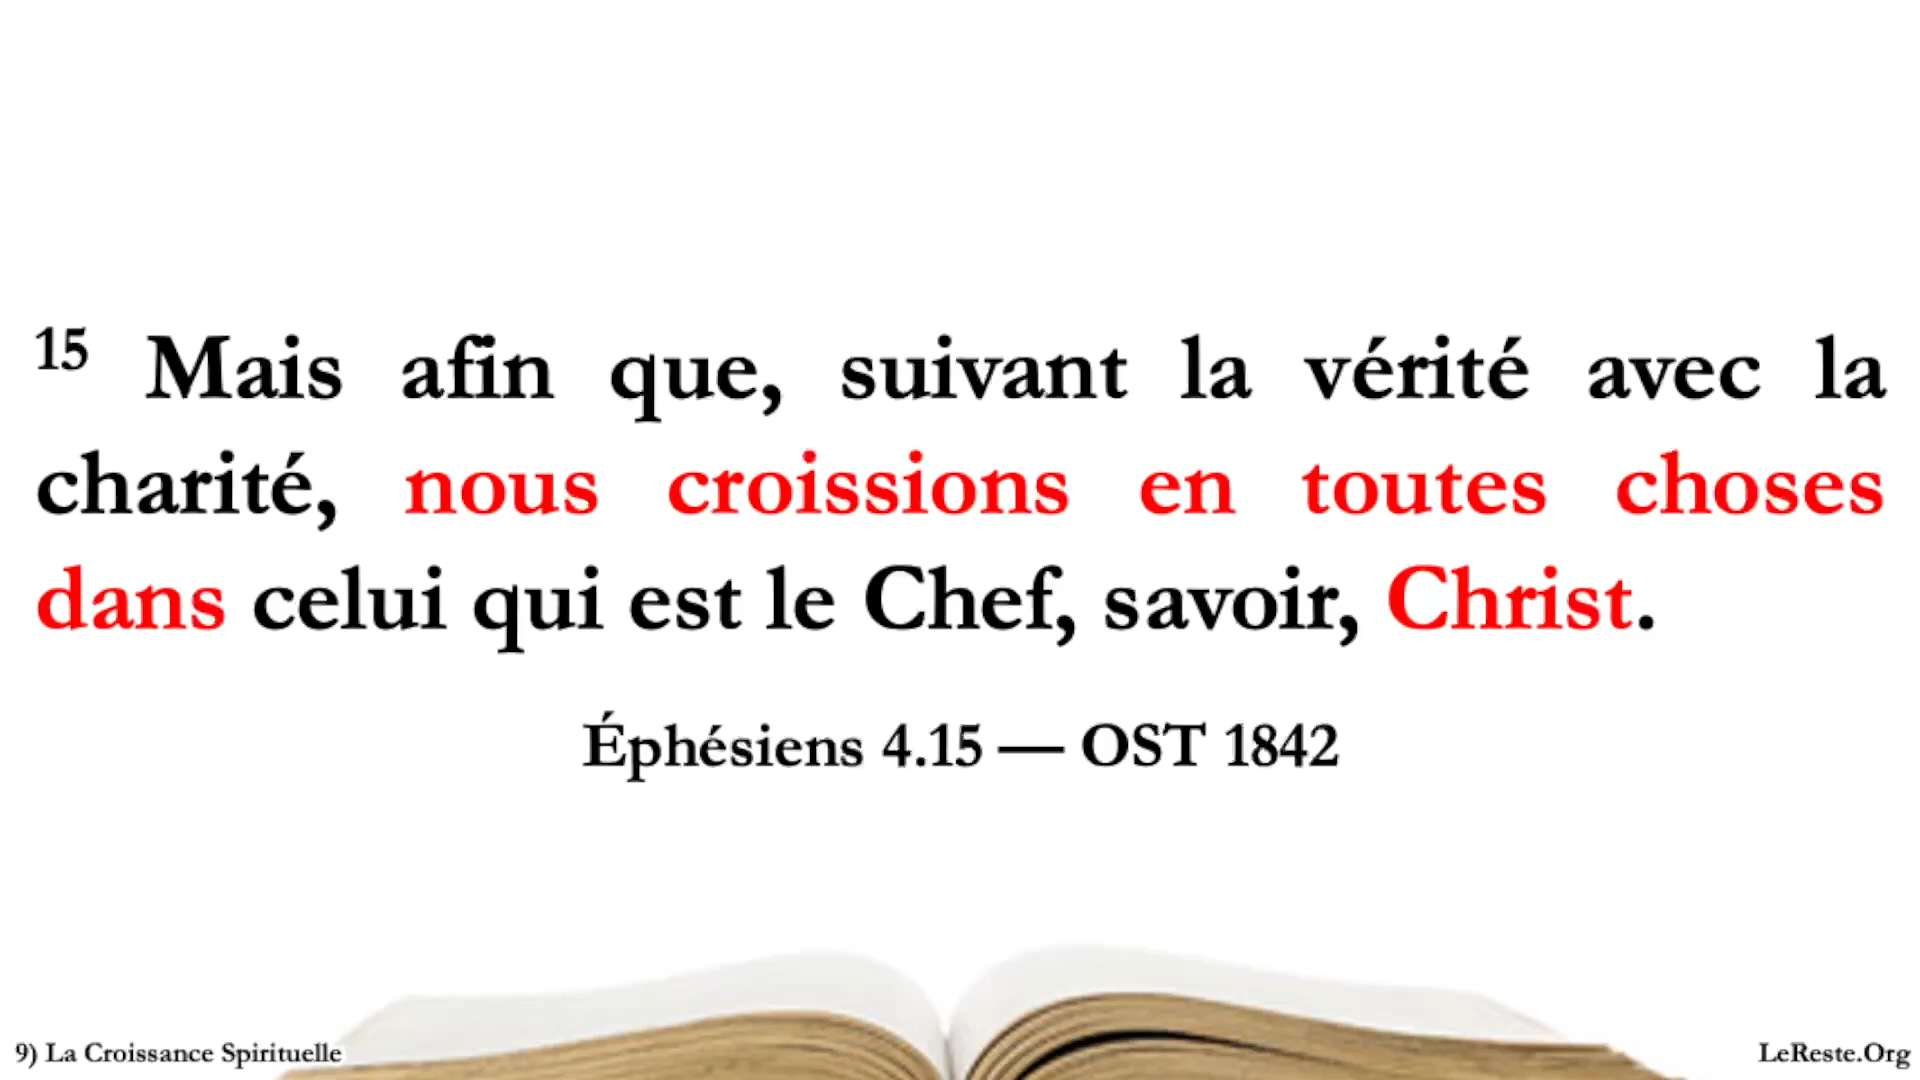 15 Mais afin que, suivant la vérité avec la
charité, nous croissions en toutes choses
dans celui qui est le Chef, savoir, Christ.
Éphésiens 4.15 — OST 1842
9) La Croissance Spirituelle
LeReste.Org